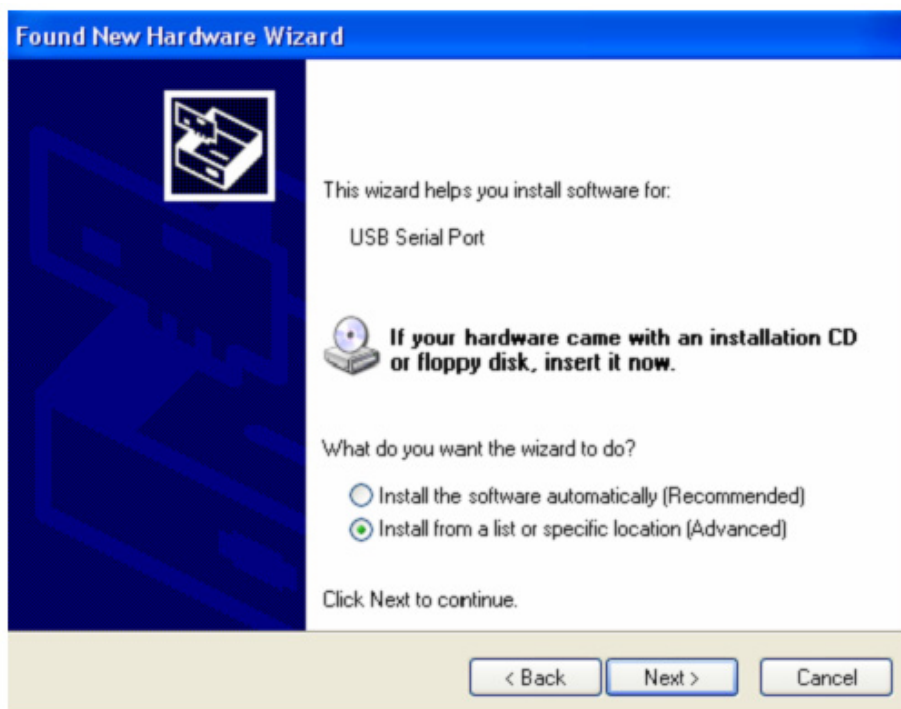 Found New Hardware Wizard
This wizard helps you install software for:
USB Serial Port
If your hardware came with an installation CD
or floppy disk, insert it now.
What do you want the wizard to do?
Install the software automatically (Recommended)
Install from a list or specific location (Advanced)
Click Next to continue.
< Back Next > Cancel